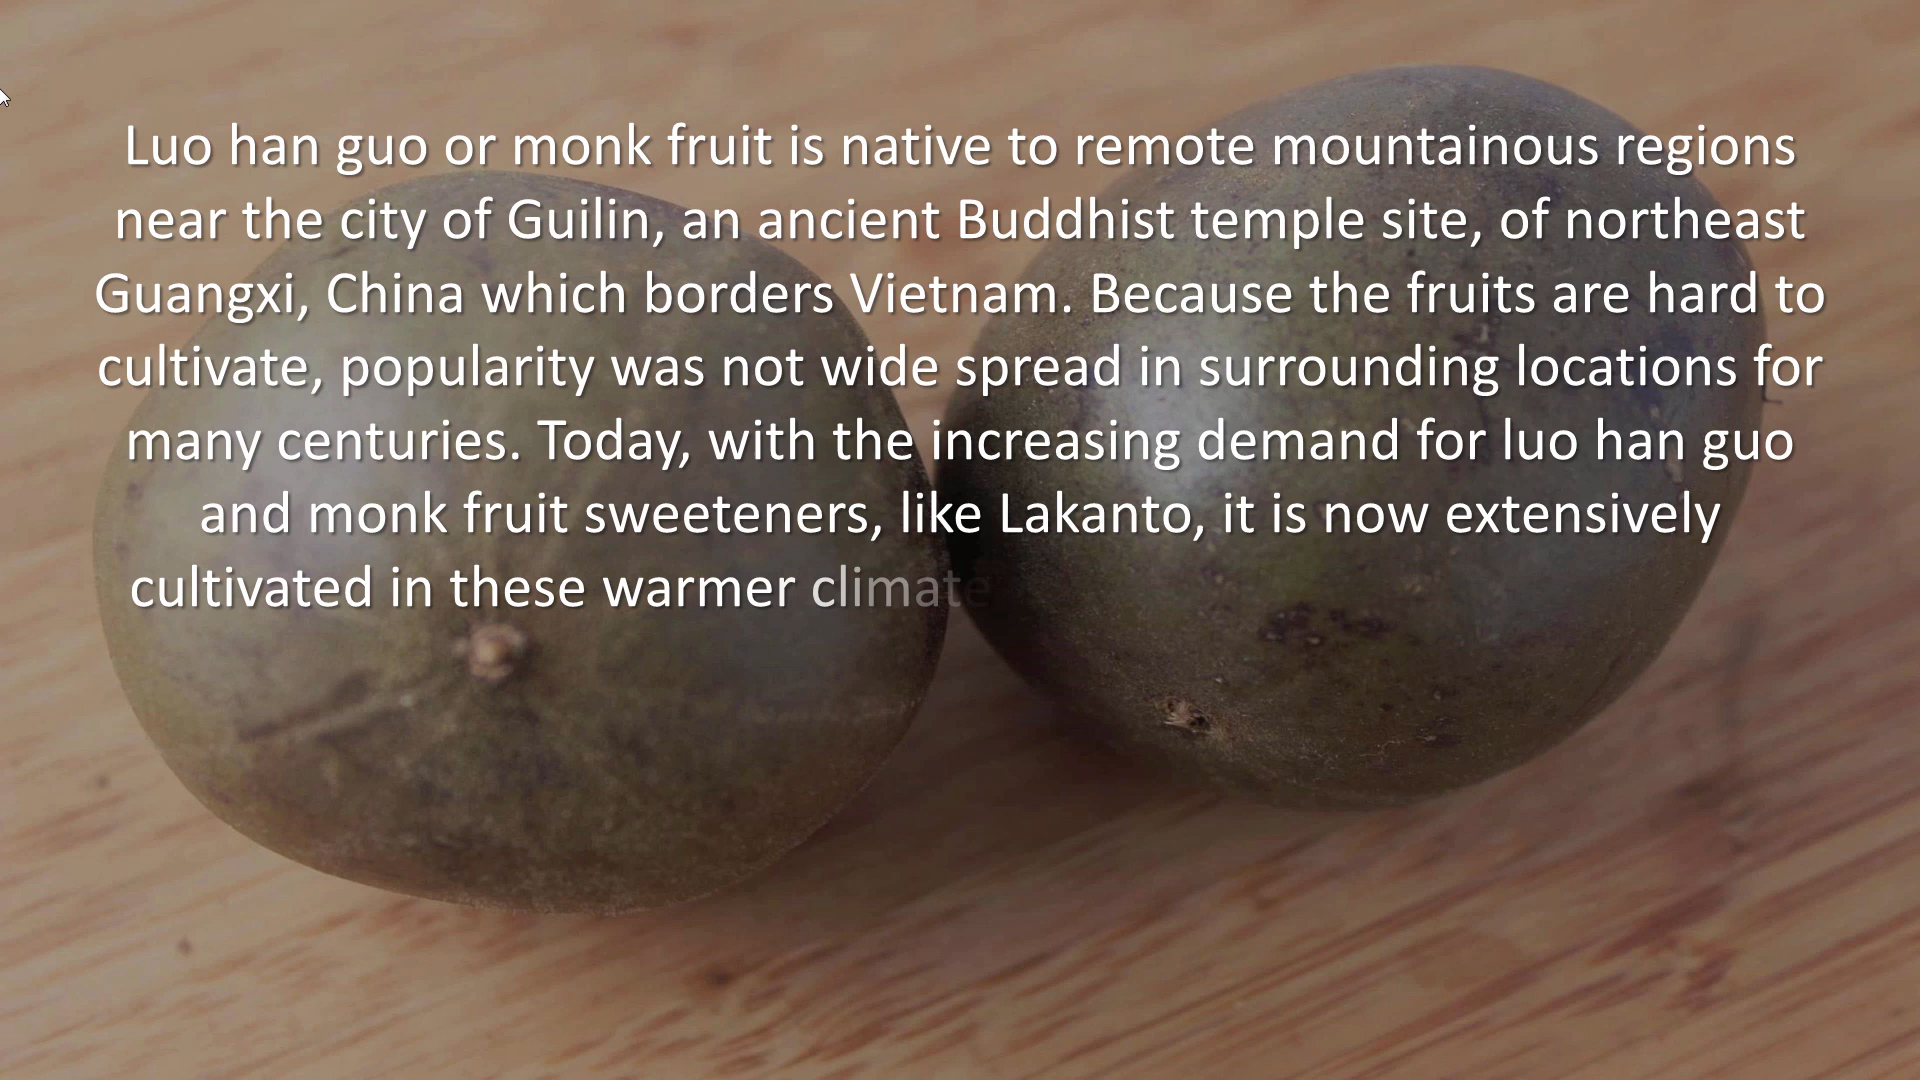 Luo han guo or monk fruit is native to remote mountainous regions
near the city of Guilin, an ancient Buddhist temple site, of northeast
Guangxi, China which borders Vietnam. Because the fruits are hard to
cultivate, popularity was not wide spread in surrounding locations for
many centuries. Today, with the increasing demand for luo han guo
and monk fruit sweeteners, like Lakanto, it is now extensively
cultivated in these warmer climate